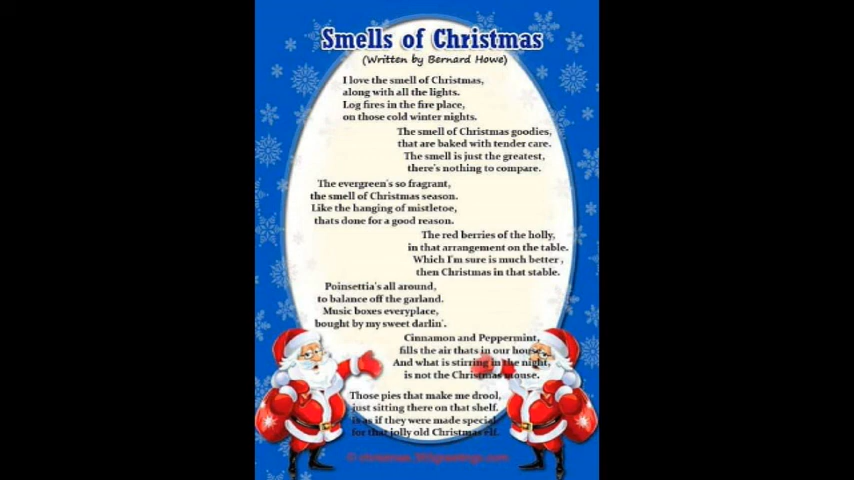 Smells of Christmas
(Written by Bernard Howe)
I love the smell of Christmas,
along with all the lights.
Log fires in the fire place,
on those cold winter nights.
The smell of Christmas goodies,
that are baked with tender care.
The smell is just the greatest,
there's nothing to compare.
The evergreen's so fragrant,
the smell of Christmas season.
Like the hanging of mistletoe,
thats done for a good reason.
The red berries of the holly,
in that arrangement on the table.
Which I'm sure is much better ,
then Christmas in that stable.
Poinsettia's all around,
to balance off the garland.
Music boxes everyplace,
bought by my sweet darlin'.
Cinnamon and Peppermint,
fills the air thats in our house.
And what is stirring in the night,
is not the Christmas mouse.
Those pies that make me drool,
just sitting there on that shelf.
is as if they were made special,
for that jolly old Christmas elf.
©